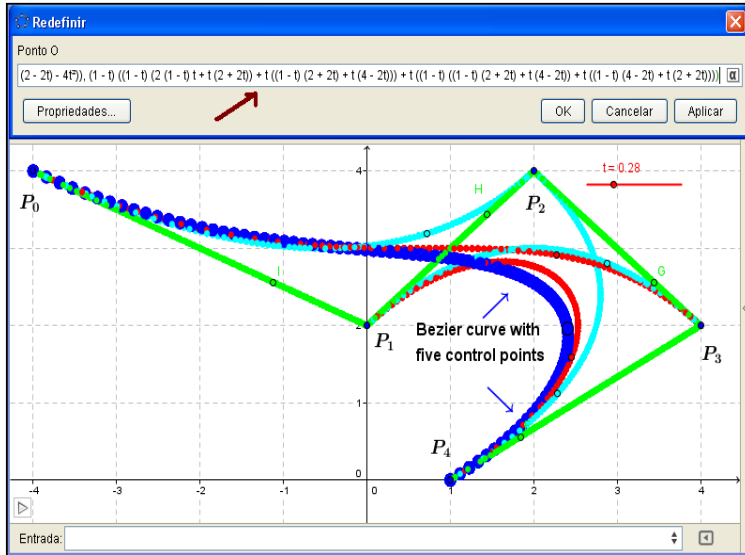 Redefinir
Ponto O
(2 - 2t) - 4t²)), (1 - t) ((1 - t) (2 (1 - t) t + t (2 + 2t)) + t ((1 - t) (2 + 2t) + t (4 - 2t))) + t ((1 - t) ((1 - t) (2 + 2t) + t (4 - 2t)) + t ((1 - t) (4 - 2t) + t (2 + 2t)))) α
Propriedades... OK Cancelar Aplicar
4
t = 0.28
P₀
H
P₂
I
G
2
P₁
Bezier curve with
five control points
P₃
1
P₄
0
-4 -3 -2 -1 0 1 2 3 4
Entrada: